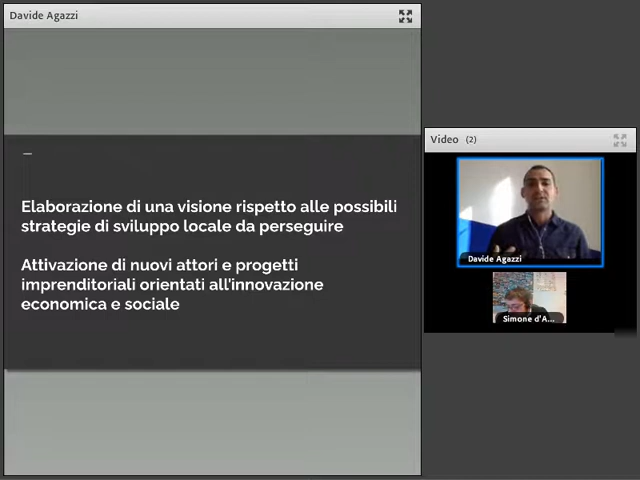 Davide Agazzi
Elaborazione di una visione rispetto alle possibili
strategie di sviluppo locale da perseguire
Attivazione di nuovi attori e progetti
imprenditoriali orientati all'innovazione
economica e sociale
Video (2)
Davide Agazzi
Simone d'A...